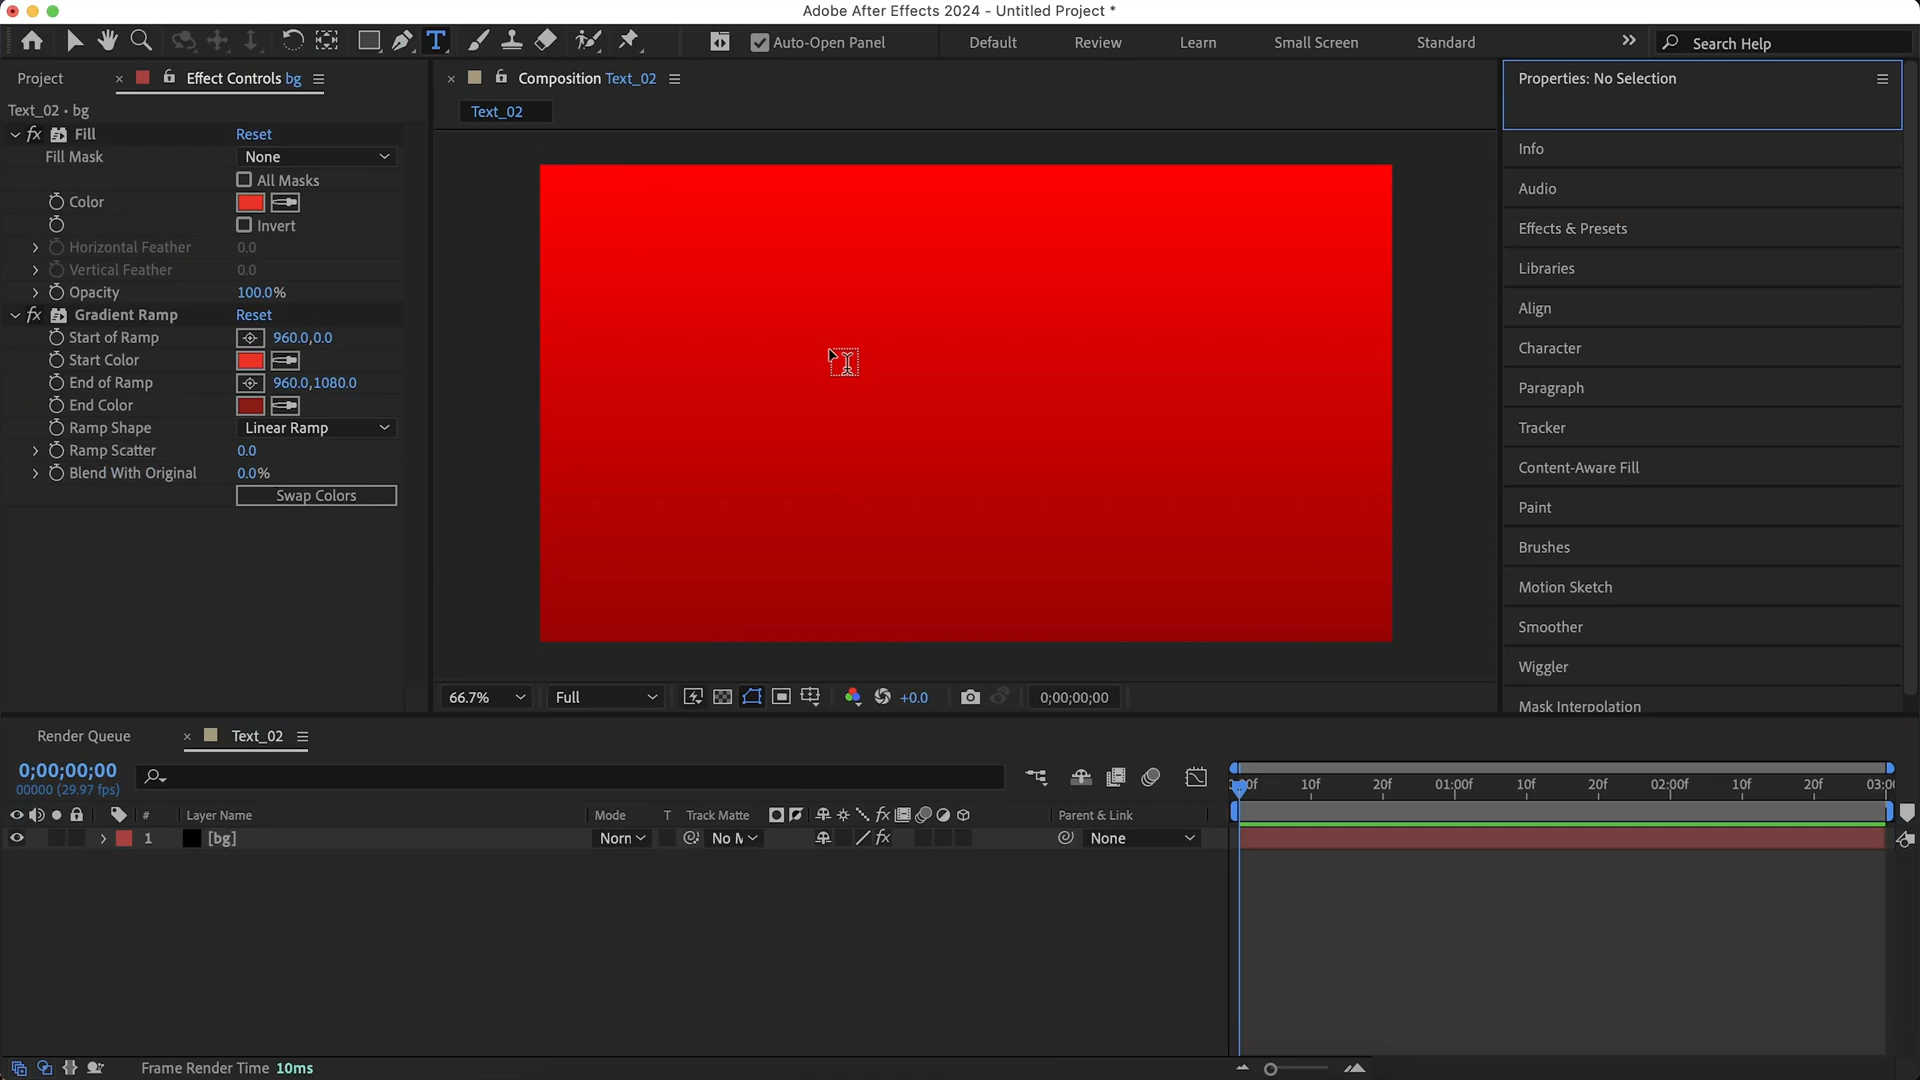 Adobe After Effects 2024 - Untitled Project *
T Auto-Open Panel Default Review Learn Small Screen Standard Search Help
Project Effect Controls bg
Composition Text_02
Properties: No Selection
Text_02 • bg
Text_02
fx Fill Reset
Fill Mask None
All Masks
Color
Invert
Horizontal Feather 0.0
Vertical Feather 0.0
Opacity 100.0%
fx Gradient Ramp Reset
Start of Ramp 960.0,0.0
Start Color
End of Ramp 960.0,1080.0
End Color
Ramp Shape Linear Ramp
Ramp Scatter 0.0
Blend With Original 0.0%
Swap Colors
Info
Audio
Effects & Presets
Libraries
Align
Character
Paragraph
Tracker
Content-Aware Fill
Paint
Brushes
Motion Sketch
Smoother
Wiggler
Mask Interpolation
66.7% Full +0.0 0;00;00;00
Render Queue Text_02
0;00;00;00
00000 (29.97 fps)
10f 20f 01:00f 10f 20f 02:00f 10f 20f
# Layer Name Mode T Track Matte fx Parent & Link
1 [bg] Norn No fx None
Frame Render Time 10ms